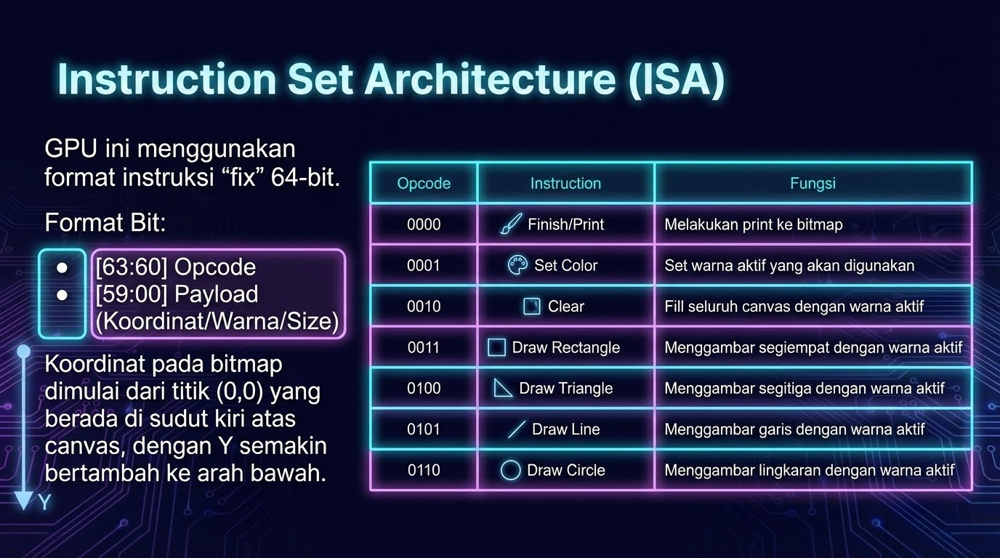 Instruction Set Architecture (ISA)
GPU ini menggunakan
format instruksi “fix” 64-bit.
Format Bit:
● [63:60] Opcode
● [59:00] Payload
(Koordinat/Warna/Size)
Koordinat pada bitmap
dimulai dari titik (0,0) yang
berada di sudut kiri atas
canvas, dengan Y semakin
bertambah ke arah bawah.
Y
Opcode Instruction Fungsi
0000 Finish/Print Melakukan print ke bitmap
0001 Set Color Set warna aktif yang akan digunakan
0010 Clear Fill seluruh canvas dengan warna aktif
0011 Draw Rectangle Menggambar segiempat dengan warna aktif
0100 Draw Triangle Menggambar segitiga dengan warna aktif
0101 Draw Line Menggambar garis dengan warna aktif
0110 Draw Circle Menggambar lingkaran dengan warna aktif